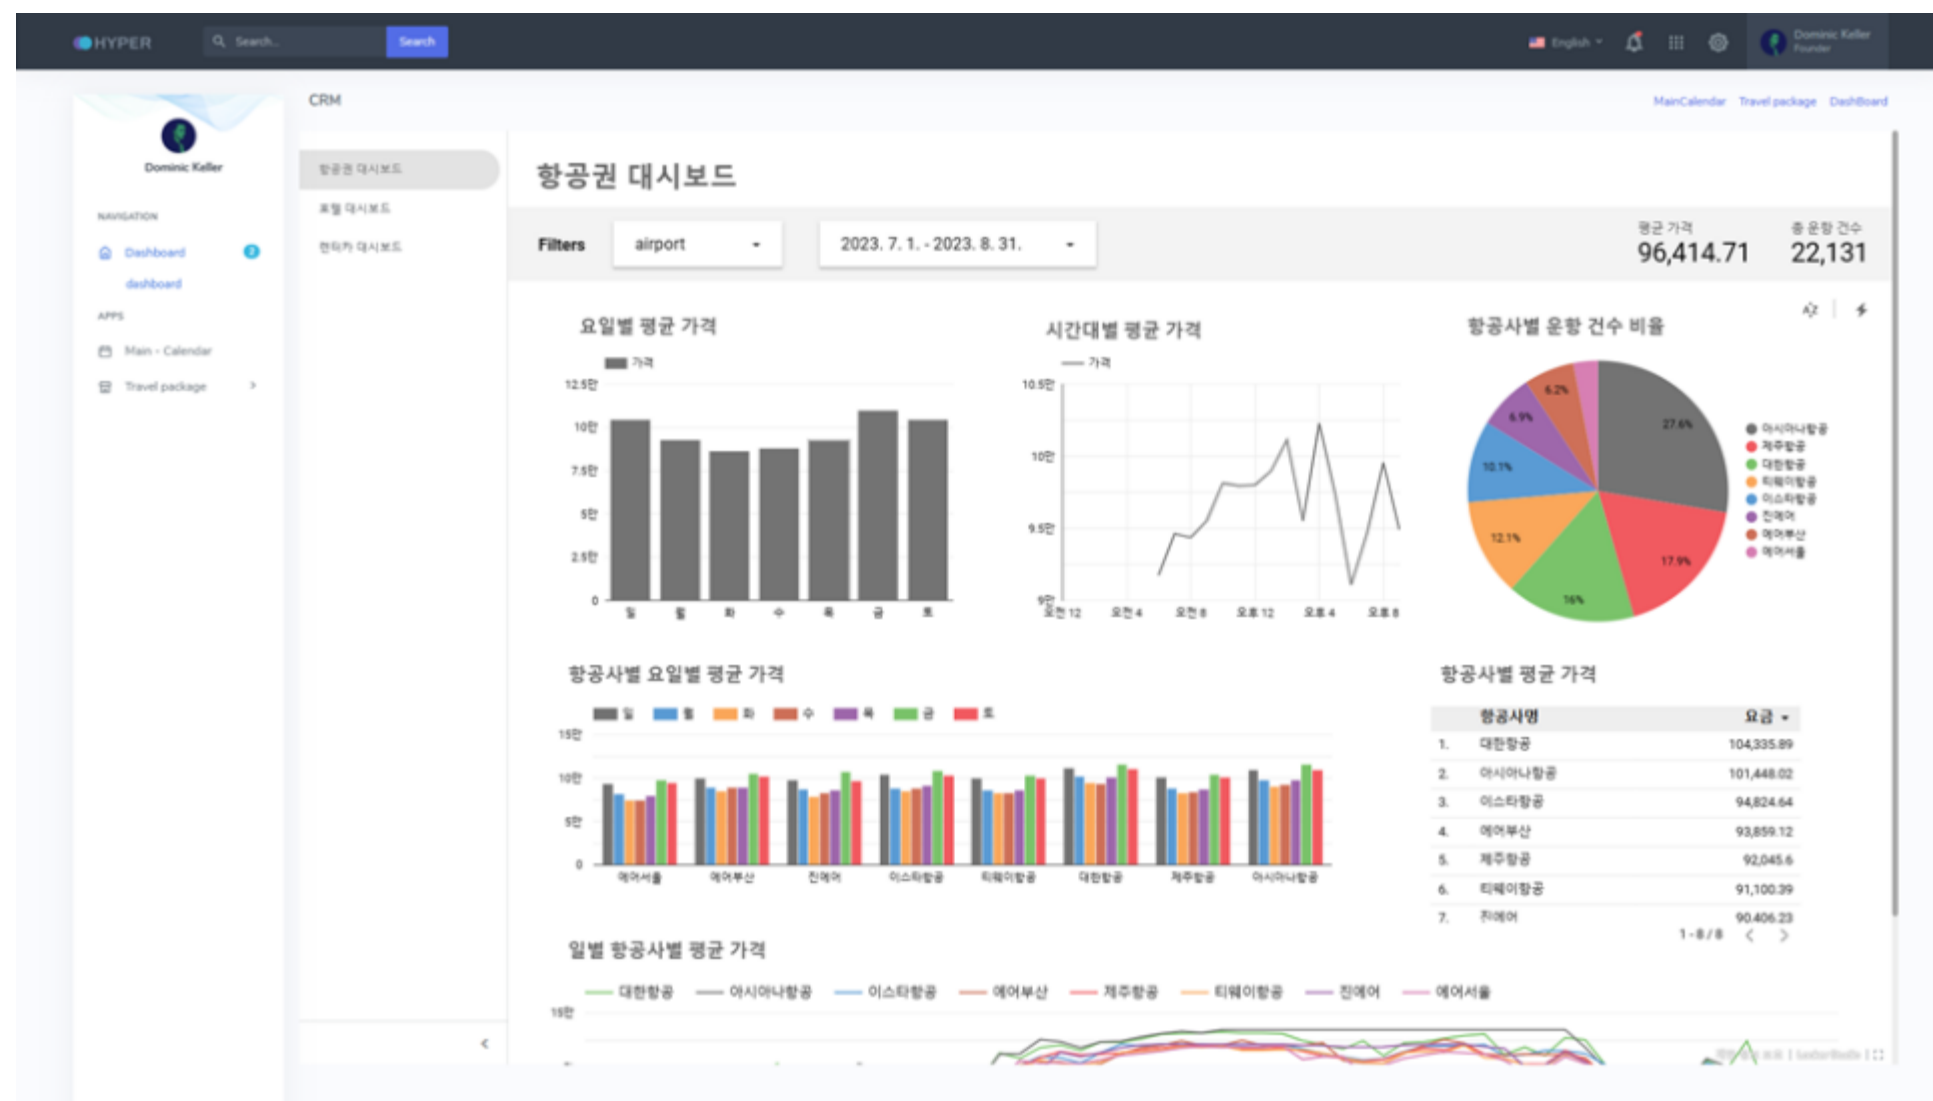 HYPER
Search...
Search
English
Dominic Keller
Founder
CRM
MainCalendar Travel package DashBoard
Dominic Keller
NAVIGATION
Dashboard 2
dashboard
APPS
Main - Calendar
Travel package
항공권 대시보드
호텔 대시보드
렌터카 대시보드
항공권 대시보드
Filters airport 2023. 7. 1. - 2023. 8. 31.
평균 가격
96,414.71
총 운항 건수
22,131
요일별 평균 가격
가격
12.5만
10만
7.5만
5만
2.5만
0
일 월 화 수 목 금 토
시간대별 평균 가격
가격
10.5만
10만
9.5만
9만
오전 12 오전 4 오전 8 오후 12 오후 4 오후 8
항공사별 운항 건수 비율
27.6%
17.9%
16%
12.1%
10.1%
6.9%
6.2%
아시아나항공
제주항공
대한항공
티웨이항공
이스타항공
진에어
에어부산
에어서울
항공사별 요일별 평균 가격
일 월 화 수 목 금 토
15만
10만
5만
0
에어서울 에어부산 진에어 이스타항공 티웨이항공 대한항공 제주항공 아시아나항공
항공사별 평균 가격
항공사명 요금
1. 대한항공 104,335.89
2. 아시아나항공 101,448.02
3. 이스타항공 94,824.64
4. 에어부산 93,859.12
5. 제주항공 92,045.6
6. 티웨이항공 91,100.39
7. 진에어 90,406.23
1 - 8 / 8
일별 항공사별 평균 가격
대한항공 아시아나항공 이스타항공 에어부산 제주항공 티웨이항공 진에어 에어서울
15만